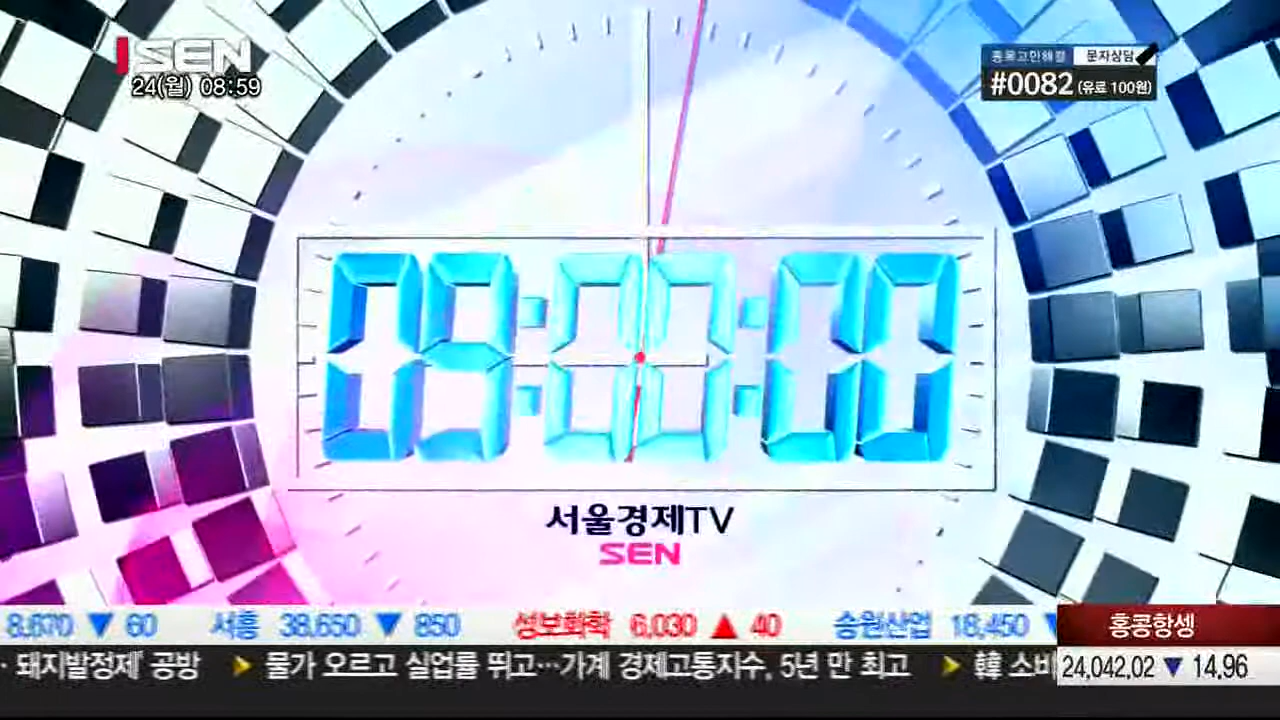 SEN
24(월) 08:59
종목고민해결 문자상담
#0082 (유료 100원)
09:00:00
서울경제TV
SEN
8,670 ▼ 60 서흥 38,650 ▼ 850 성보화학 6,030 ▲ 40 송원산업 18,450 ▼
홍콩항셍
24,042.02 ▼ 14.96
· 돼지발정제' 공방 > 물가 오르고 실업률 뛰고…가계 경제고통지수, 5년 만 최고 > 韓 소비